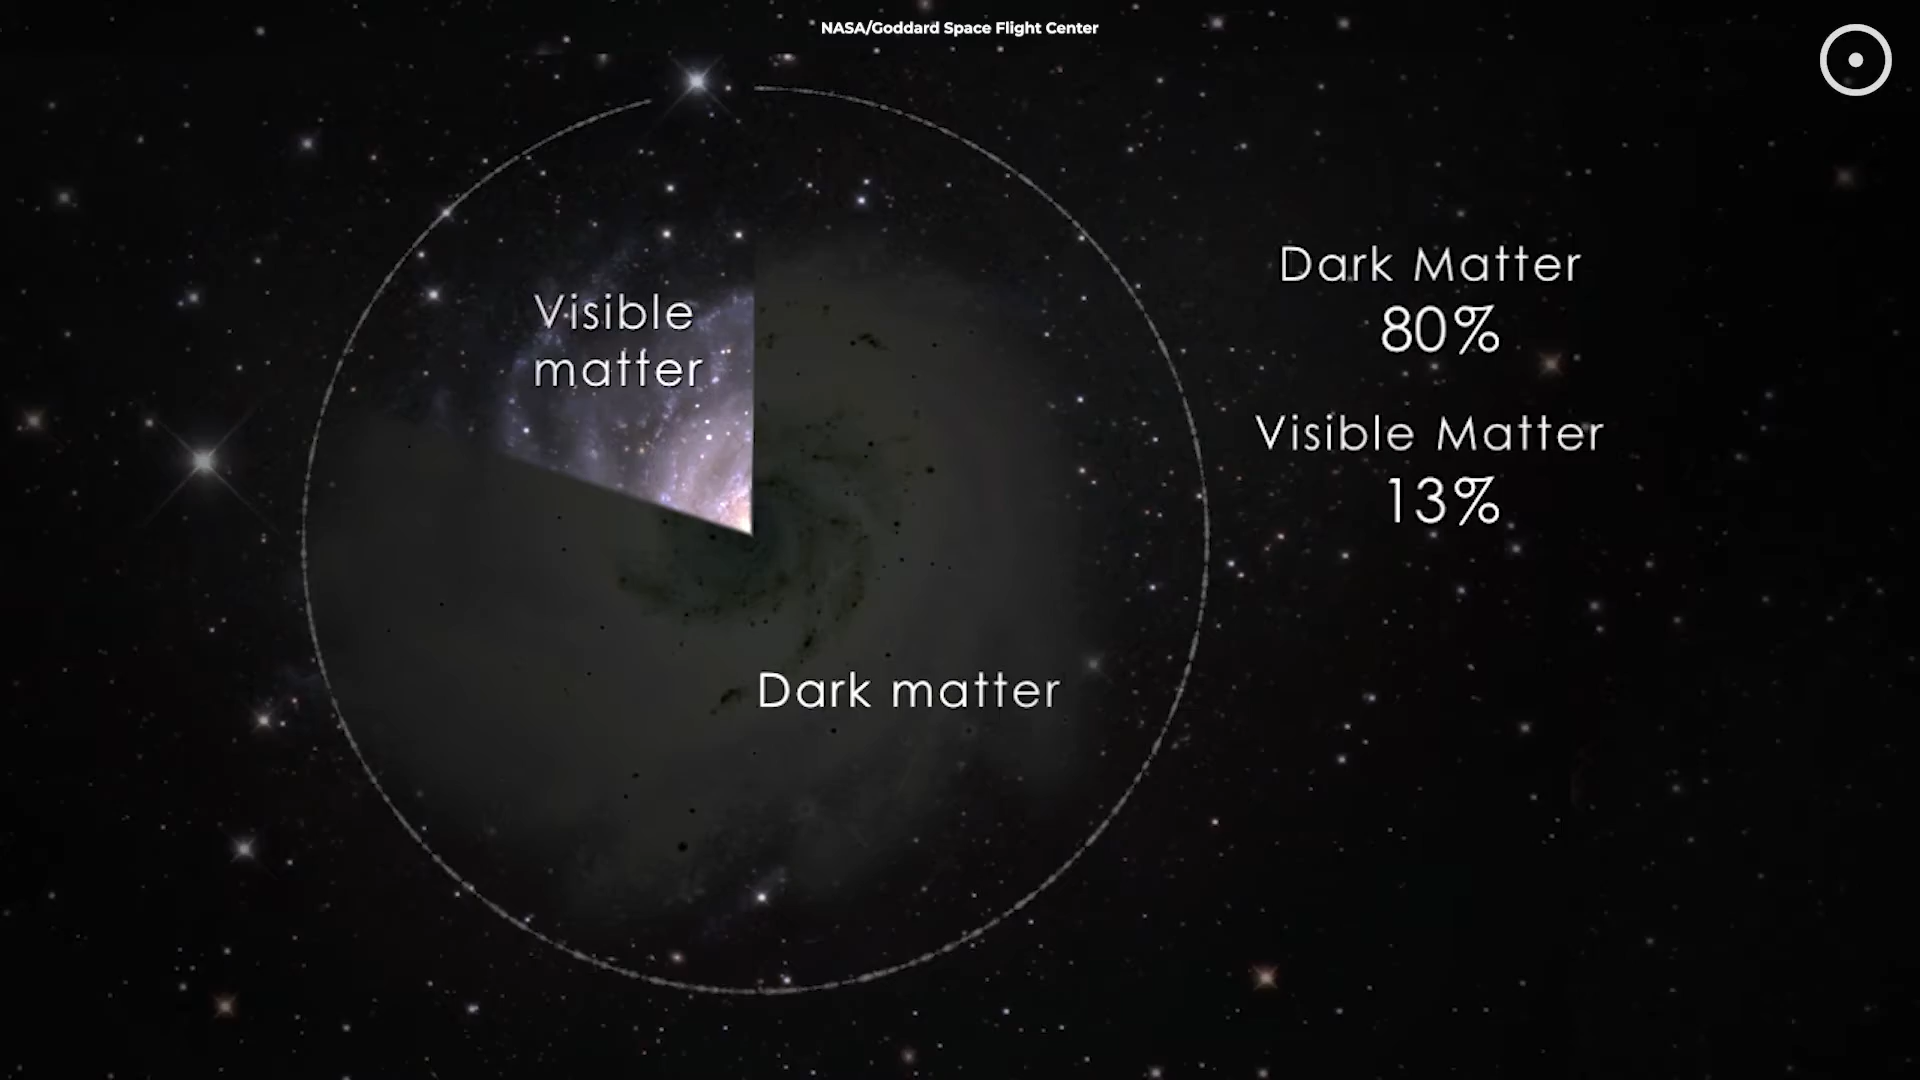 NASA/Goddard Space Flight Center
Visible
matter
Dark matter
Dark Matter
80%
Visible Matter
13%